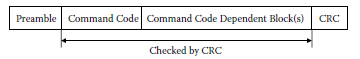 Preamble Command Code Command Code Dependent Block(s) CRC
Checked by CRC